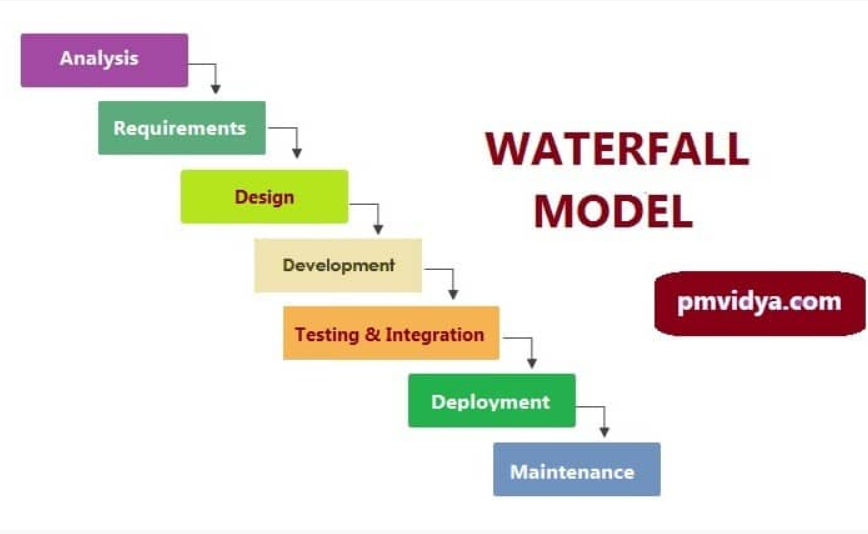 Analysis
Requirements
WATERFALL
MODEL
Design
Development
pmvidya.com
Testing & Integration
Deployment
Maintenance